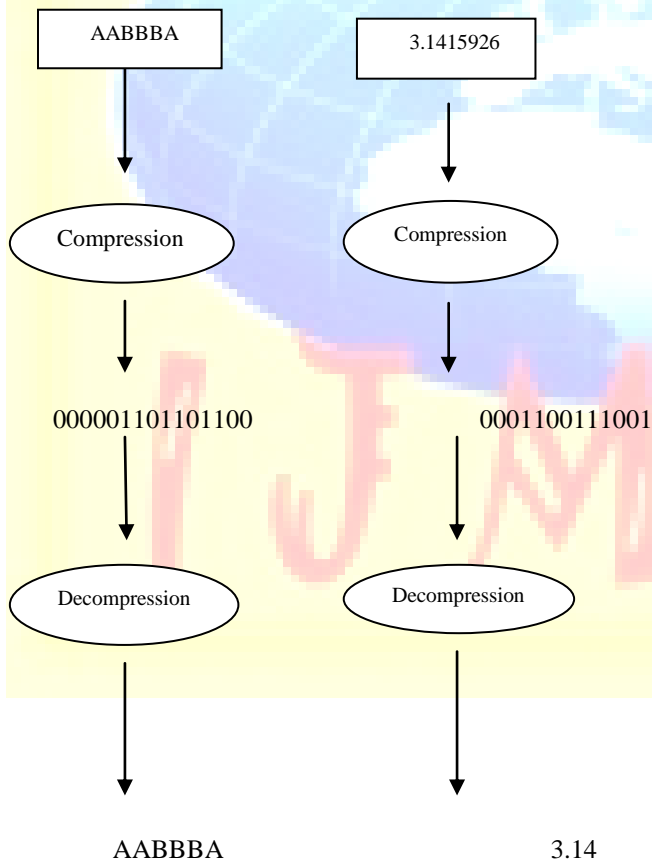 AABBBA 3.1415926
Compression Compression
000001101101100 0001100111001
Decompression Decompression
AABBBA 3.14
I J M